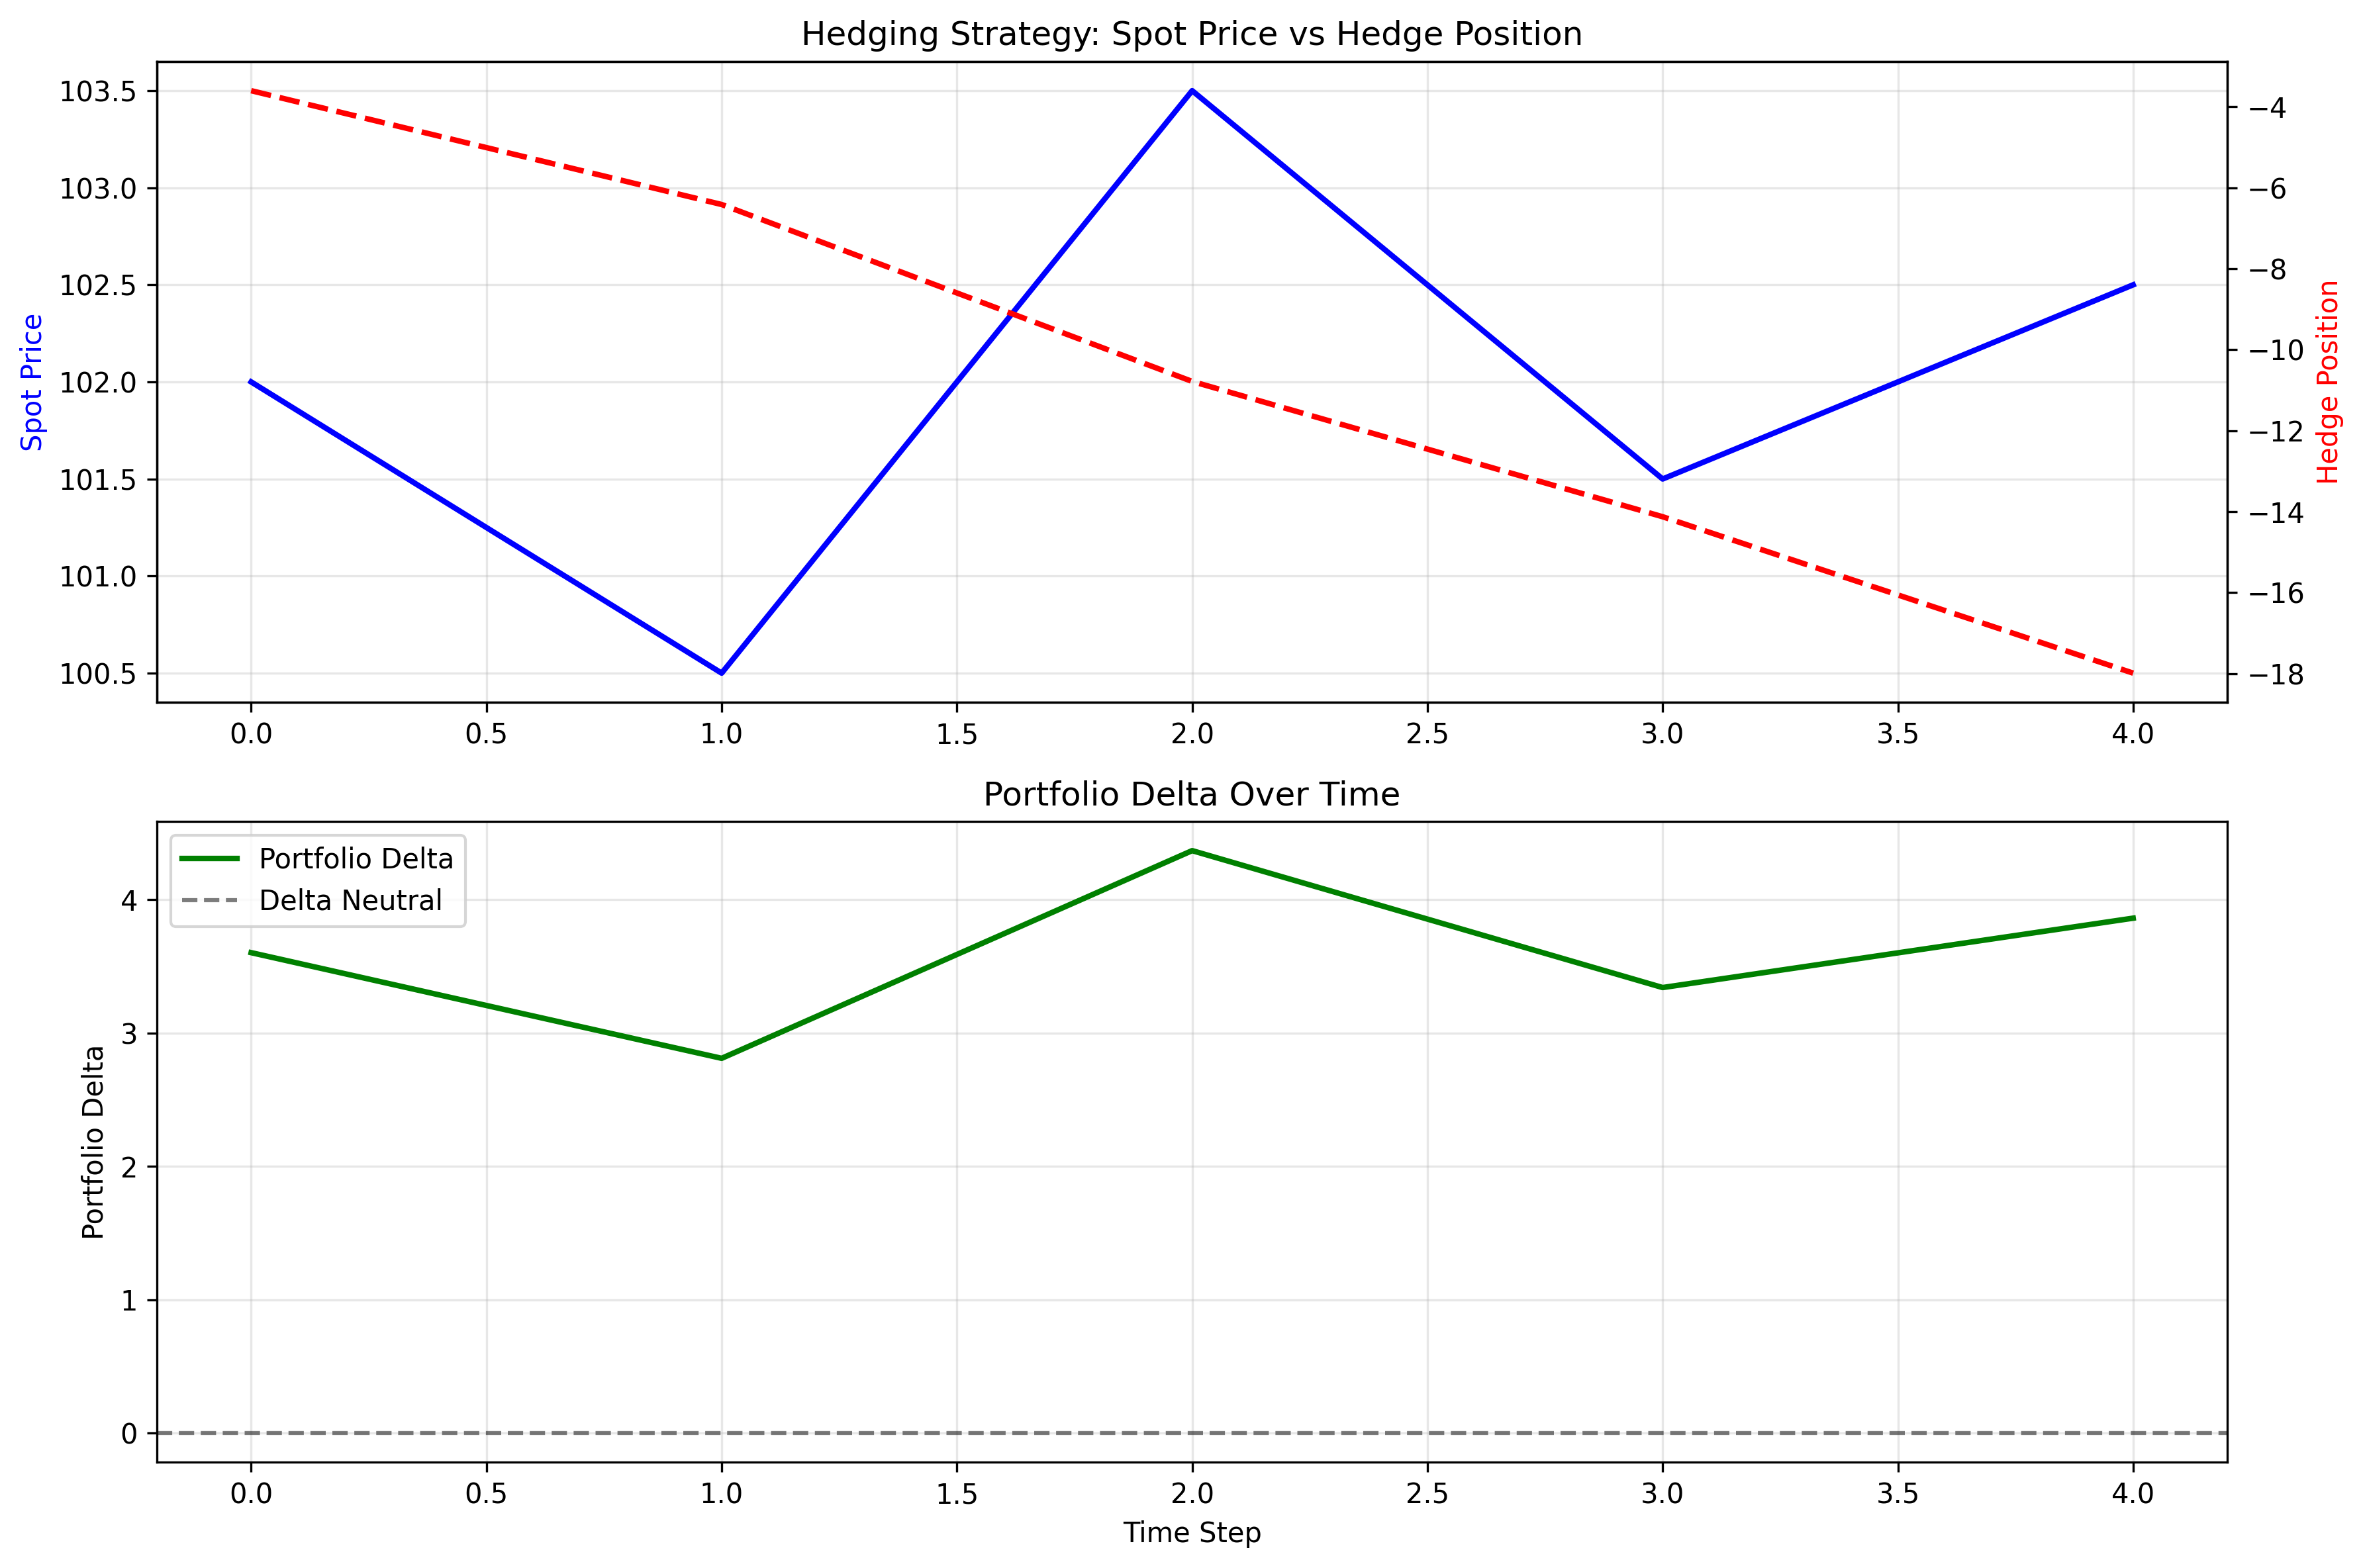 Hedging Strategy: Spot Price vs Hedge Position
Spot Price
103.5
103.0
102.5
102.0
101.5
101.0
100.5
−4
−6
−8
−10
−12
−14
−16
−18
Hedge Position
0.0 0.5 1.0 1.5 2.0 2.5 3.0 3.5 4.0
Portfolio Delta Over Time
Portfolio Delta
Delta Neutral
Portfolio Delta
4
3
2
1
0
0.0 0.5 1.0 1.5 2.0 2.5 3.0 3.5 4.0
Time Step